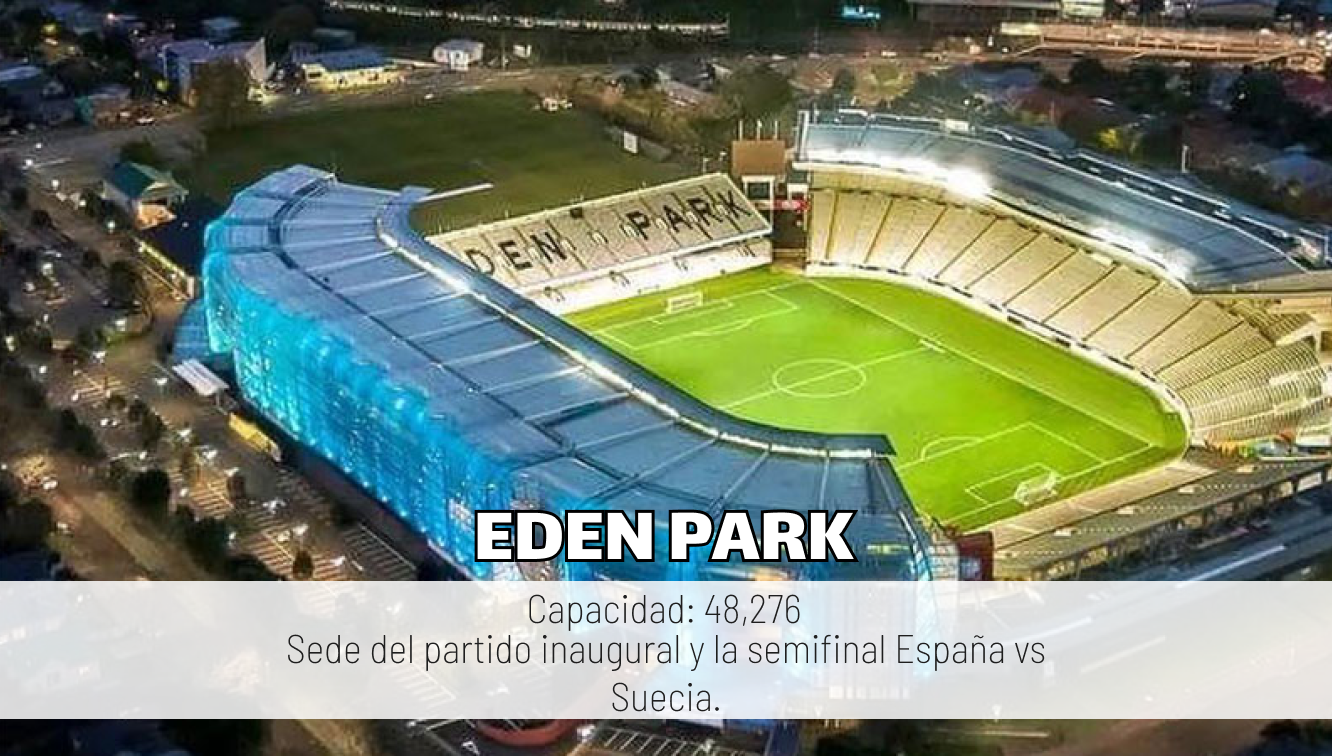 DEN PARK
EDEN PARK
Capacidad: 48,276
Sede del partido inaugural y la semifinal España vs
Suecia.